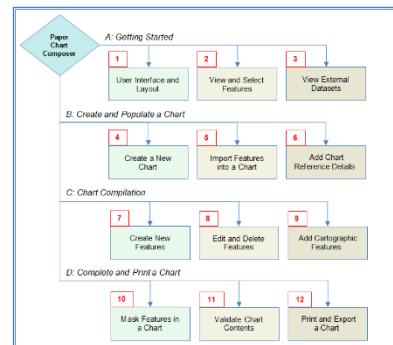 Paper
Chart
Composer
A: Getting Started
1
2
3
User Interface and
Layout
View and Select
Features
View External
Datasets
B: Create and Populate a Chart
4
5
6
Create a New
Chart
Import Features
into a Chart
Add Chart
Reference Details
C: Chart Compilation
7
8
9
Create New
Features
Edit and Delete
Features
Add Cartographic
Features
D: Complete and Print a Chart
10
11
12
Mask Features in
a Chart
Validate Chart
Contents
Print and Export
a Chart